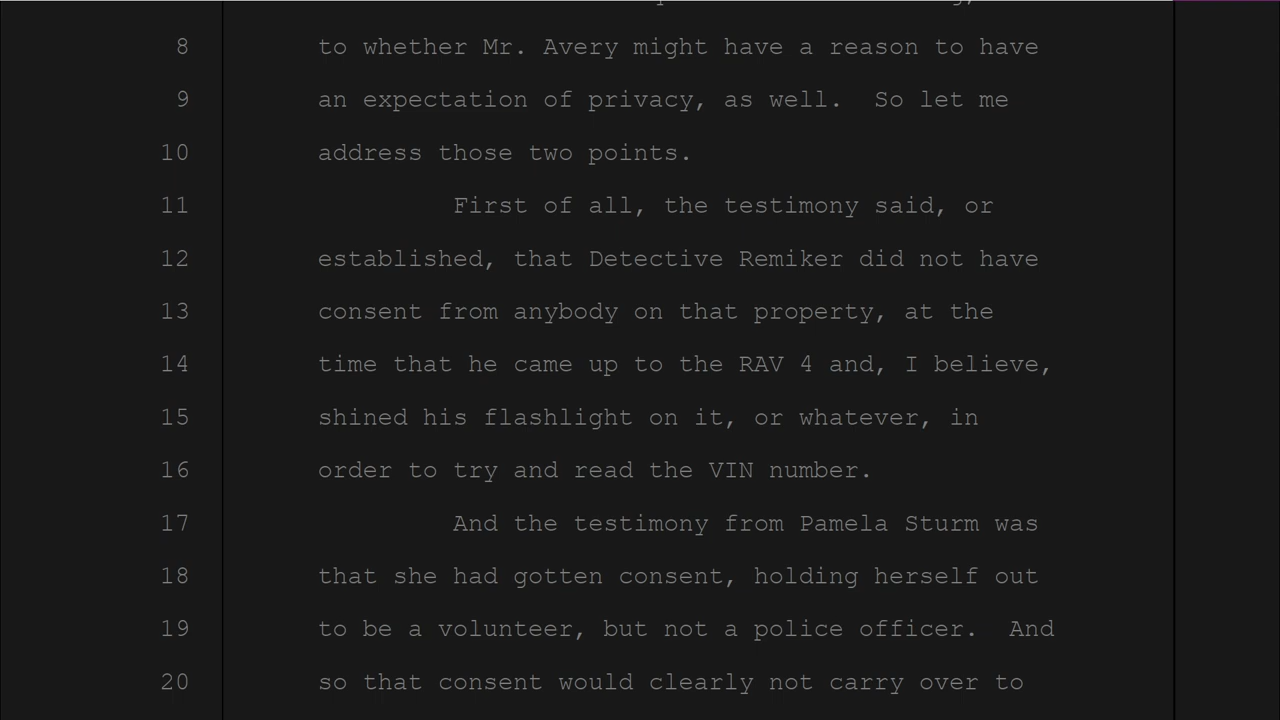 8 to whether Mr. Avery might have a reason to have
9 an expectation of privacy, as well.  So let me
10 address those two points.
11 First of all, the testimony said, or
12 established, that Detective Remiker did not have
13 consent from anybody on that property, at the
14 time that he came up to the RAV 4 and, I believe,
15 shined his flashlight on it, or whatever, in
16 order to try and read the VIN number.
17 And the testimony from Pamela Sturm was
18 that she had gotten consent, holding herself out
19 to be a volunteer, but not a police officer.  And
20 so that consent would clearly not carry over to